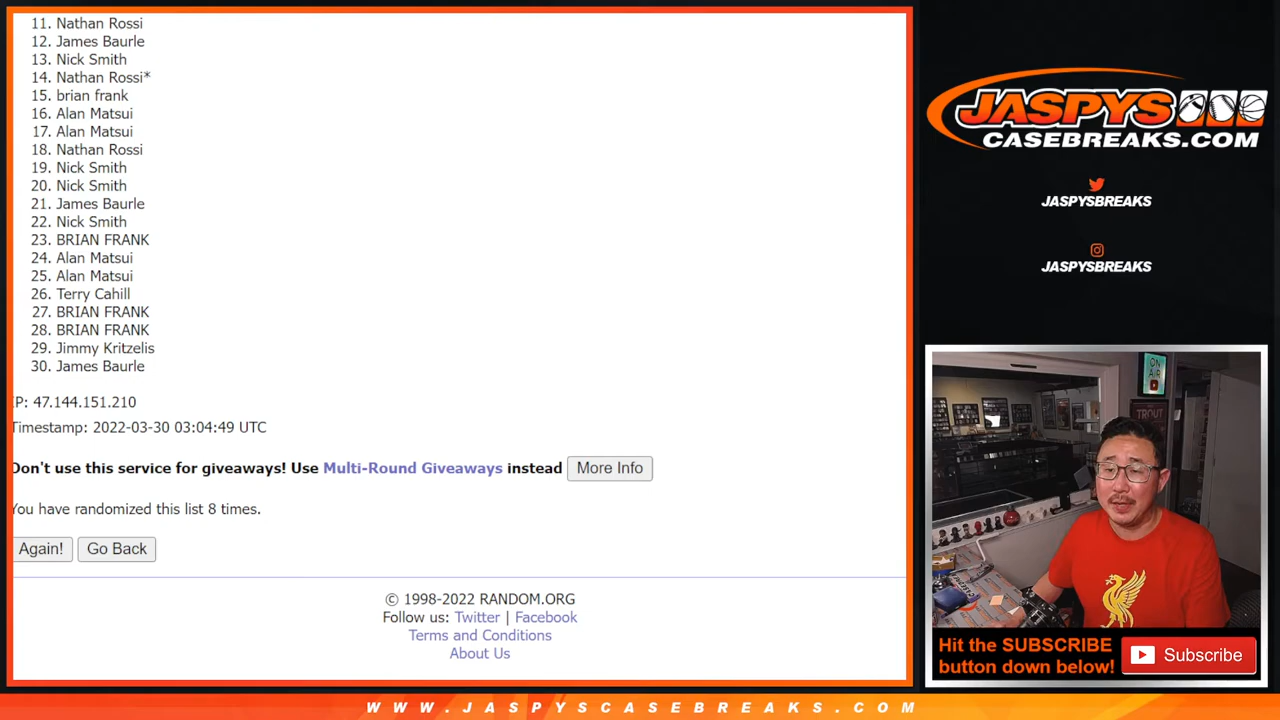 11. Nathan Rossi
12. James Baurle
13. Nick Smith
14. Nathan Rossi*
15. brian frank
16. Alan Matsui
17. Alan Matsui
18. Nathan Rossi
19. Nick Smith
20. Nick Smith
21. James Baurle
22. Nick Smith
23. BRIAN FRANK
24. Alan Matsui
25. Alan Matsui
26. Terry Cahill
27. BRIAN FRANK
28. BRIAN FRANK
29. Jimmy Kritzelis
30. James Baurle
IP: 47.144.151.210
Timestamp: 2022-03-30 03:04:49 UTC
Don't use this service for giveaways! Use Multi-Round Giveaways instead More Info
You have randomized this list 8 times.
Again! Go Back
© 1998-2022 RANDOM.ORG
Follow us: Twitter | Facebook
Terms and Conditions
About Us
JASPYS
CASEBREAKS.COM
JASPYSBREAKS
JASPYSBREAKS
ON
AIR
TROUT
Hit the SUBSCRIBE
button down below!
Subscribe
WWW.JASPYSCASEBREAKS.COM